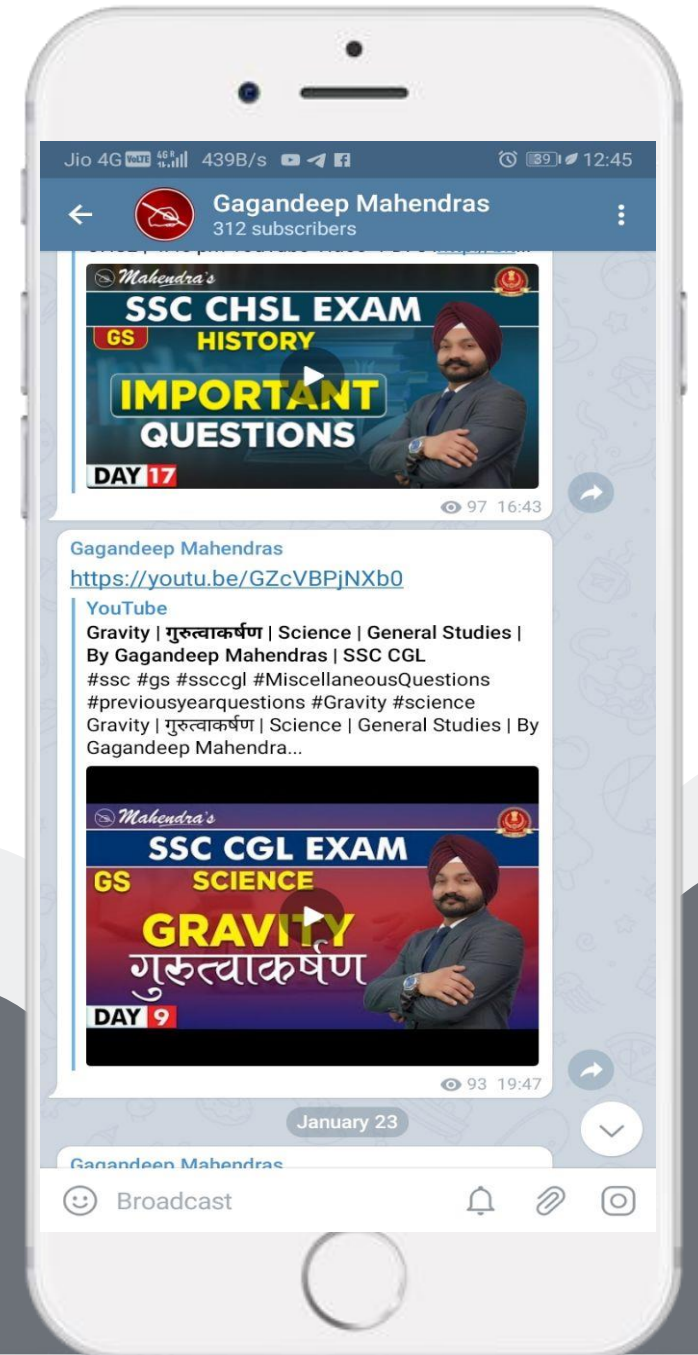 Jio 4G VoLTE 4G R 439B/s 39 12:45
Gagandeep Mahendras
312 subscribers
Mahendra's
SSC CHSL EXAM
GS HISTORY
IMPORTANT
QUESTIONS
DAY 17
97 16:43
Gagandeep Mahendras
https://youtu.be/GZcVBPjNXb0
YouTube
Gravity | गुरुत्वाकर्षण | Science | General Studies |
By Gagandeep Mahendras | SSC CGL
#ssc #gs #ssccgl #MiscellaneousQuestions
#previousyearquestions #Gravity #science
Gravity | गुरुत्वाकर्षण | Science | General Studies | By
Gagandeep Mahendra...
Mahendra's
SSC CGL EXAM
GS SCIENCE
GRAVITY
गुरुत्वाकर्षण
DAY 9
93 19:47
January 23
Gagandeep Mahendras
Broadcast